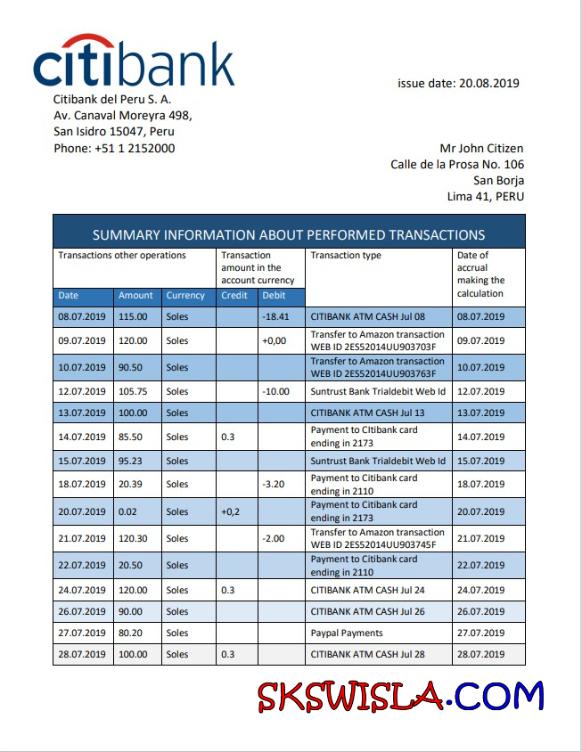 citibank
issue date: 20.08.2019
Citibank del Peru S. A.
Av. Canaval Moreyra 498,
San Isidro 15047, Peru
Phone: +51 1 2152000
Mr John Citizen
Calle de la Prosa No. 106
San Borja
Lima 41, PERU
SUMMARY INFORMATION ABOUT PERFORMED TRANSACTIONS
Transactions other operations
Transaction
amount in the
account currency
Transaction type
Date of
accrual
making the
calculation
Date Amount Currency Credit Debit
08.07.2019 115.00 Soles -18.41 CITIBANK ATM CASH Jul 08 08.07.2019
09.07.2019 120.00 Soles +0,00 Transfer to Amazon transaction
WEB ID 2ES52014UU903703F 09.07.2019
10.07.2019 90.50 Soles Transfer to Amazon transaction
WEB ID 2ES52014UU903763F 10.07.2019
12.07.2019 105.75 Soles -10.00 Suntrust Bank Trialdebit Web Id 12.07.2019
13.07.2019 100.00 Soles CITIBANK ATM CASH Jul 13 13.07.2019
14.07.2019 85.50 Soles 0.3 Payment to CItibank card
ending in 2173 14.07.2019
15.07.2019 95.23 Soles Suntrust Bank Trialdebit Web Id 15.07.2019
18.07.2019 20.39 Soles -3.20 Payment to Citibank card
ending in 2110 18.07.2019
20.07.2019 0.02 Soles +0,2 Payment to Citibank card
ending in 2173 20.07.2019
21.07.2019 120.30 Soles -2.00 Transfer to Amazon transaction
WEB ID 2ES52014UU903745F 21.07.2019
22.07.2019 20.50 Soles Payment to Citibank card
ending in 2110 22.07.2019
24.07.2019 120.00 Soles 0.3 CITIBANK ATM CASH Jul 24 24.07.2019
26.07.2019 90.00 Soles CITIBANK ATM CASH Jul 26 26.07.2019
27.07.2019 80.20 Soles Paypal Payments 27.07.2019
28.07.2019 100.00 Soles 0.3 CITIBANK ATM CASH Jul 28 28.07.2019
SKSWISLA.COM